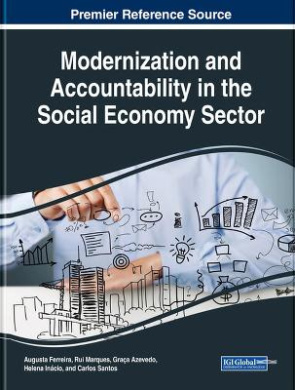 Premier Reference Source
Modernization and
Accountability in the
Social Economy Sector
Augusta Ferreira, Rui Marques, Graça Azevedo,
Helena Inácio, and Carlos Santos
IGI Global